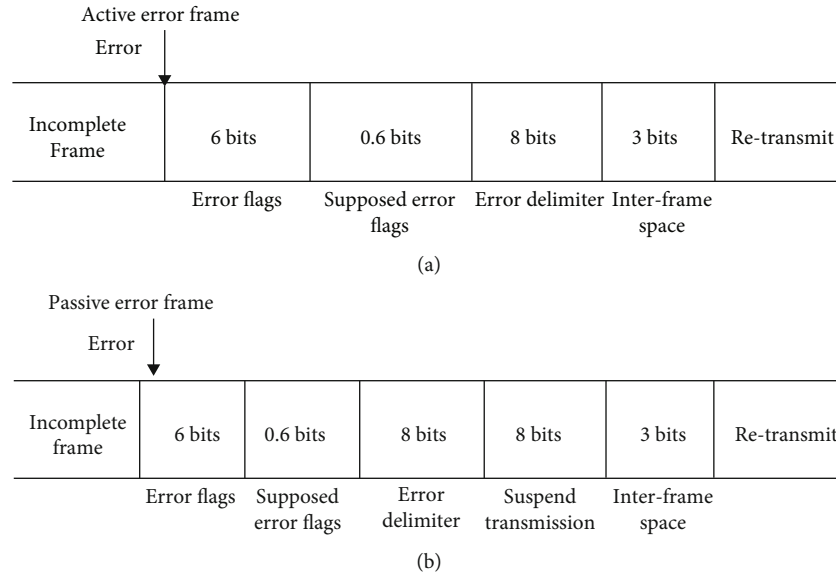 Active error frame
Error
Incomplete
Frame
6 bits
0.6 bits
8 bits
3 bits
Re-transmit
Error flags
Supposed error
flags
Error delimiter
Inter-frame
space
(a)
Passive error frame
Error
Incomplete
frame
6 bits
0.6 bits
8 bits
8 bits
3 bits
Re-transmit
Error flags
Supposed
error flags
Error
delimiter
Suspend
transmission
Inter-frame
space
(b)